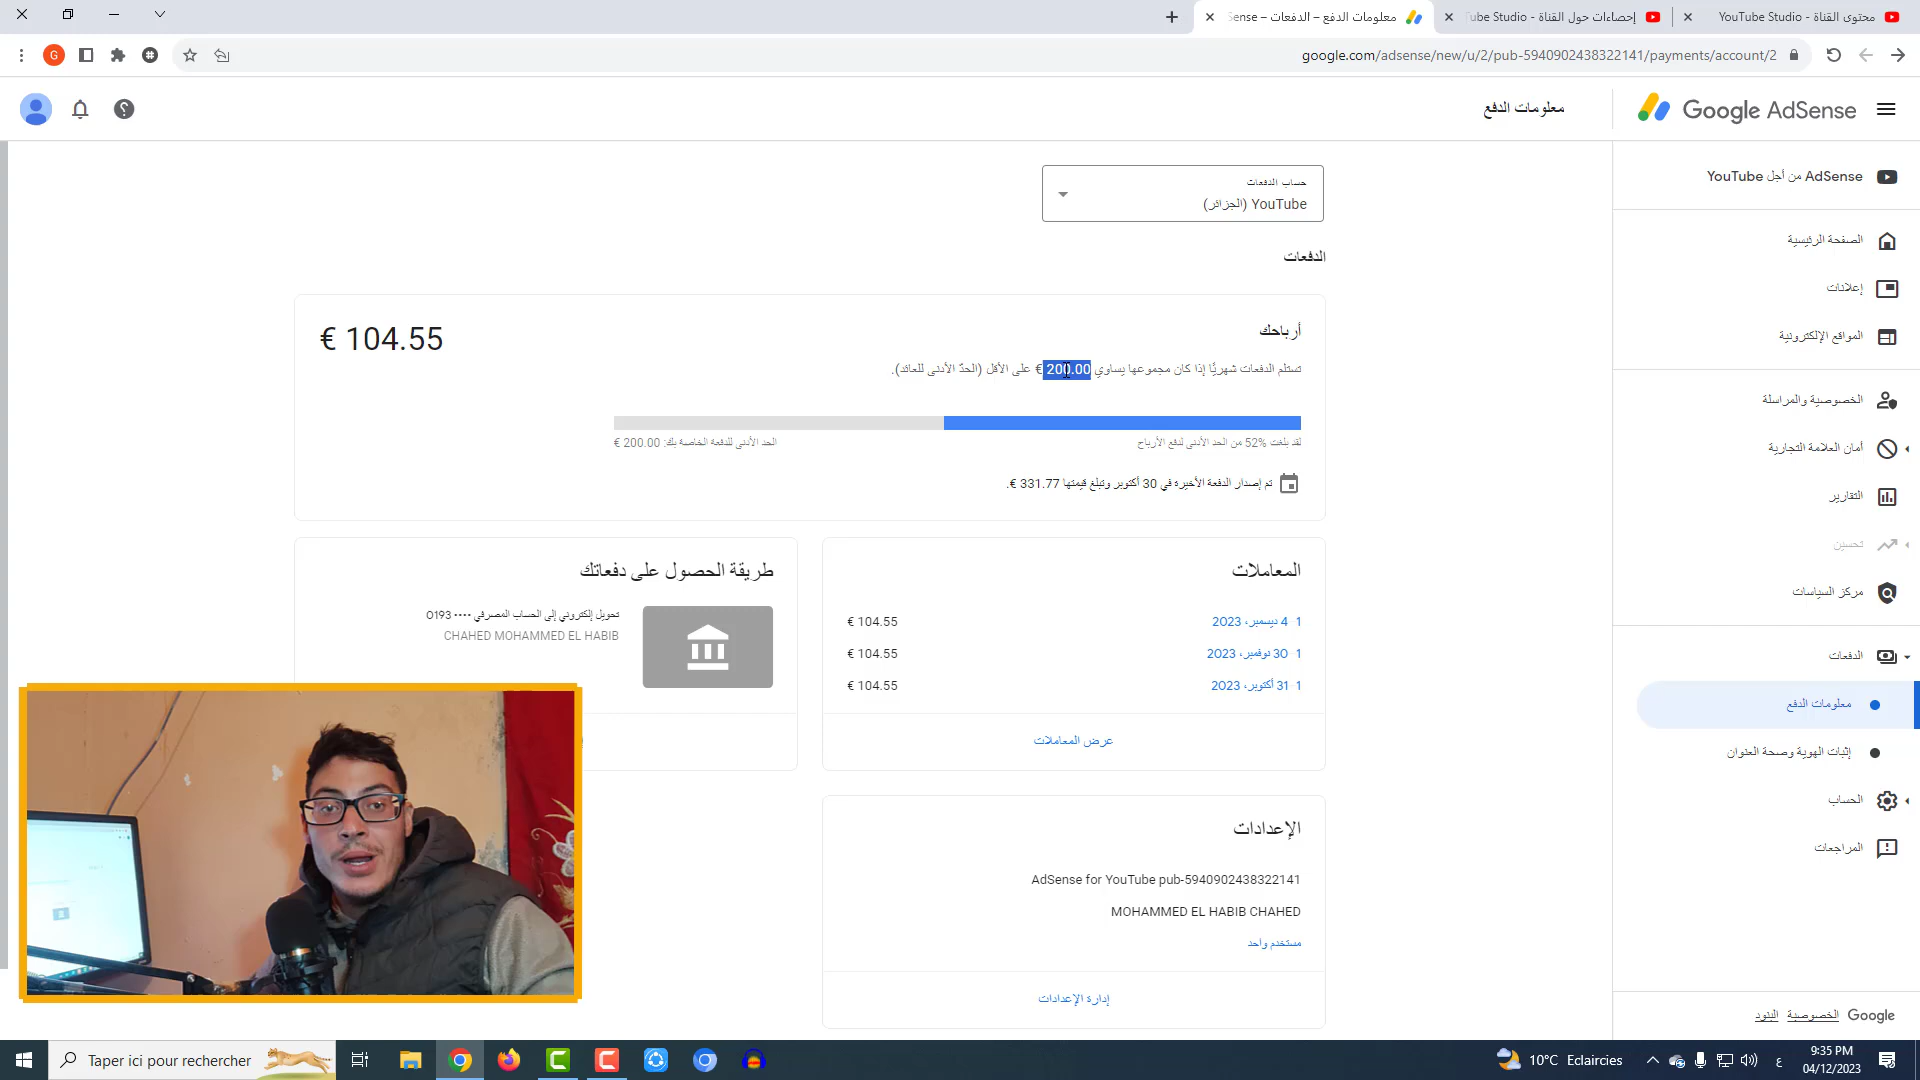 محتوى القناة - YouTube Studio
إحصاءات حول القناة - Tube Studio
معلومات الدفع – الدفعات – Sense
google.com/adsense/new/u/2/pub-5940902438322141/payments/account/2
G
Google AdSense
معلومات الدفع
AdSense من أجل YouTube
الصفحة الرئيسية
إعلانات
المواقع الإلكترونية
الخصوصية والمراسلة
أمان العلامة التجارية
التقارير
تحسين
مركز السياسات
الدفعات
معلومات الدفع
إثبات الهوية وصحة العنوان
الحساب
المراجعات
Google الخصوصية البنود
حساب الدفعات
YouTube (الجزائر)
الدفعات
أرباحك
€ 104.55
تستلم الدفعات شهريًا إذا كان مجموعها يساوي 200.00 € على الأقل (الحدّ الأدنى للعائد).
لقد بلغت 52% من الحد الأدنى لدفع الأرباح
الحد الأدنى للدفعة الخاصة بك: 200.00 €
تم إصدار الدفعة الأخيرة في 30 أكتوبر وتبلغ قيمتها 331.77 €.
المعاملات
1–4 ديسمبر، 2023 € 104.55
1–30 نوفمبر، 2023 € 104.55
1–31 أكتوبر، 2023 € 104.55
عرض المعاملات
طريقة الحصول على دفعاتك
تحويل إلكتروني إلى الحساب المصرفي •••• 0193
CHAHED MOHAMMED EL HABIB
الإعدادات
AdSense for YouTube pub-5940902438322141
MOHAMMED EL HABIB CHAHED
مستخدم واحد
إدارة الإعدادات
Taper ici pour rechercher
10°C Eclaircies
ع
9:35 PM
04/12/2023